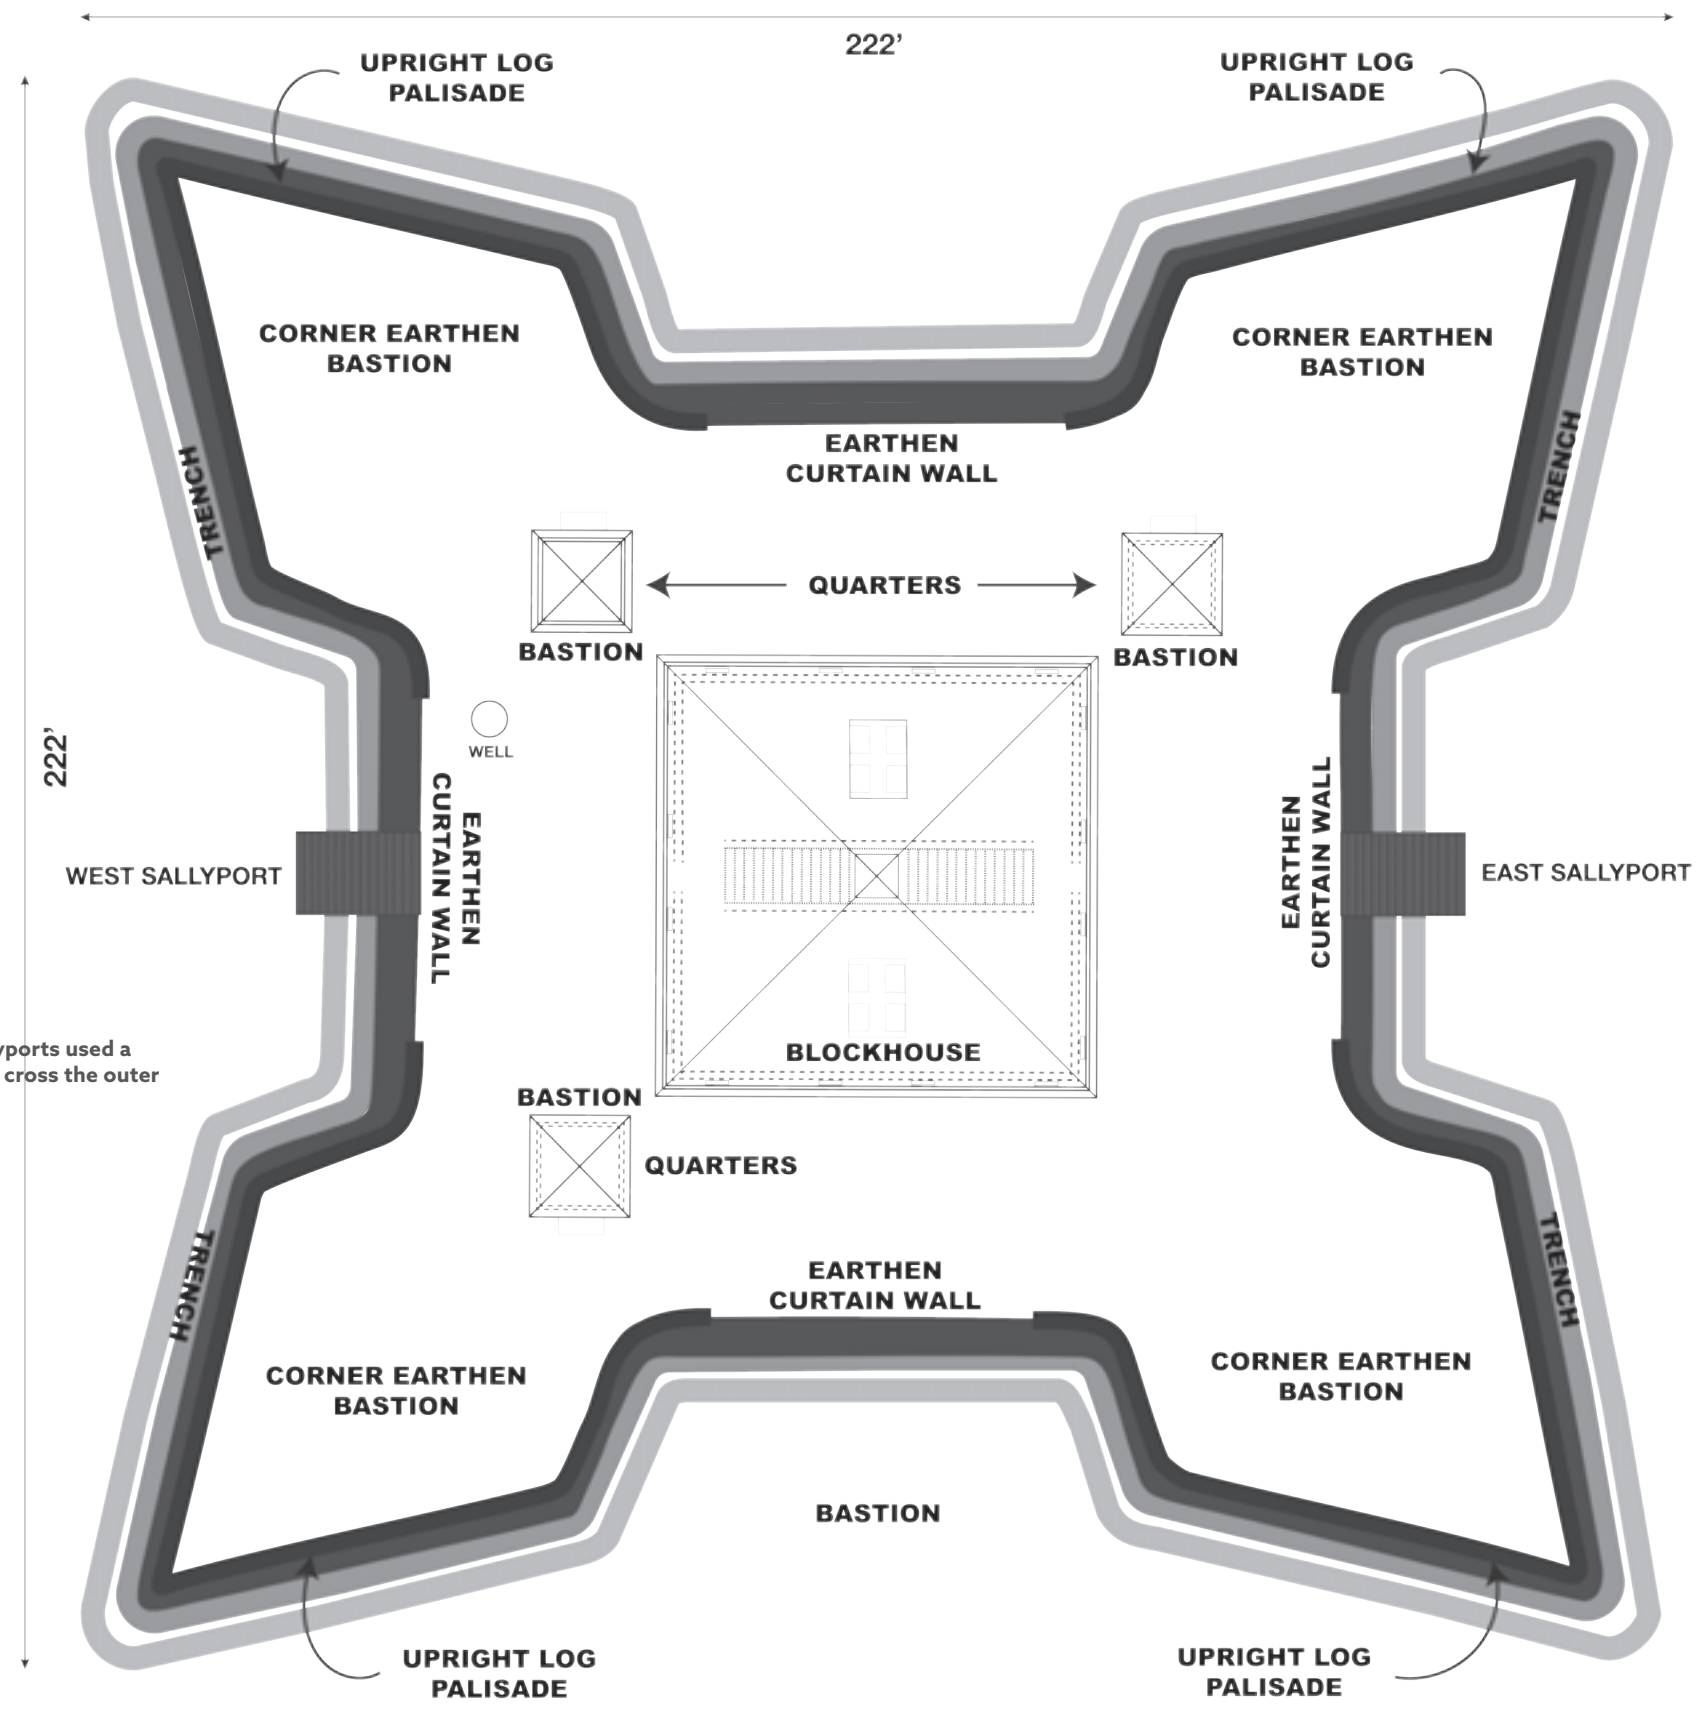 222’
UPRIGHT LOG
PALISADE
UPRIGHT LOG
PALISADE
CORNER EARTHEN
BASTION
CORNER EARTHEN
BASTION
EARTHEN
CURTAIN WALL
TRENCH
TRENCH
QUARTERS
BASTION
BASTION
WELL
222’
EARTHEN
CURTAIN WALL
EARTHEN
CURTAIN WALL
WEST SALLYPORT
EAST SALLYPORT
BLOCKHOUSE
used a
cross the outer
BASTION
QUARTERS
TRENCH
TRENCH
EARTHEN
CURTAIN WALL
CORNER EARTHEN
BASTION
CORNER EARTHEN
BASTION
BASTION
UPRIGHT LOG
PALISADE
UPRIGHT LOG
PALISADE